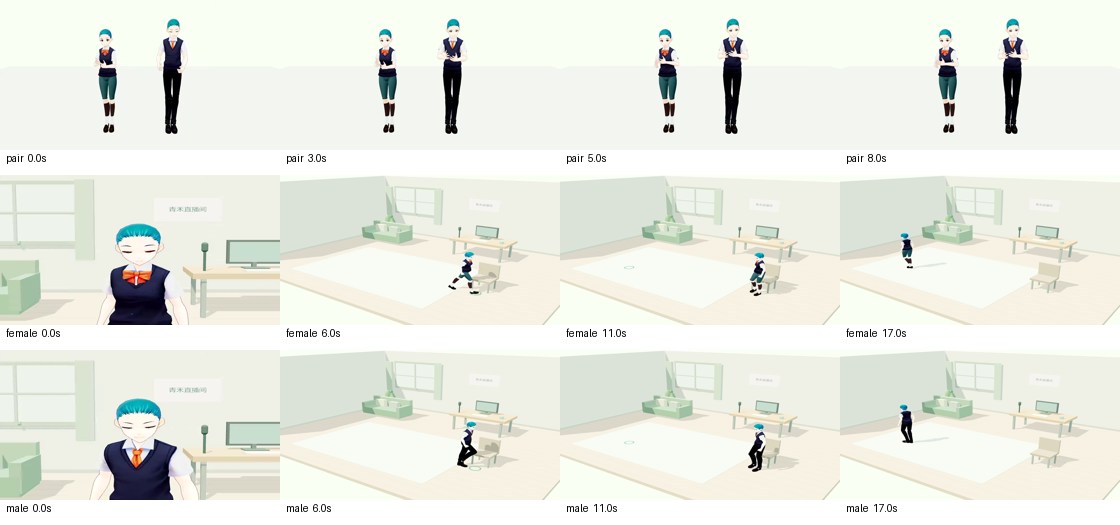 pair 0.0s
pair 3.0s
pair 5.0s
pair 8.0s
青禾直播间
female 0.0s
female 6.0s
female 11.0s
female 17.0s
青禾直播间
male 0.0s
male 6.0s
male 11.0s
male 17.0s